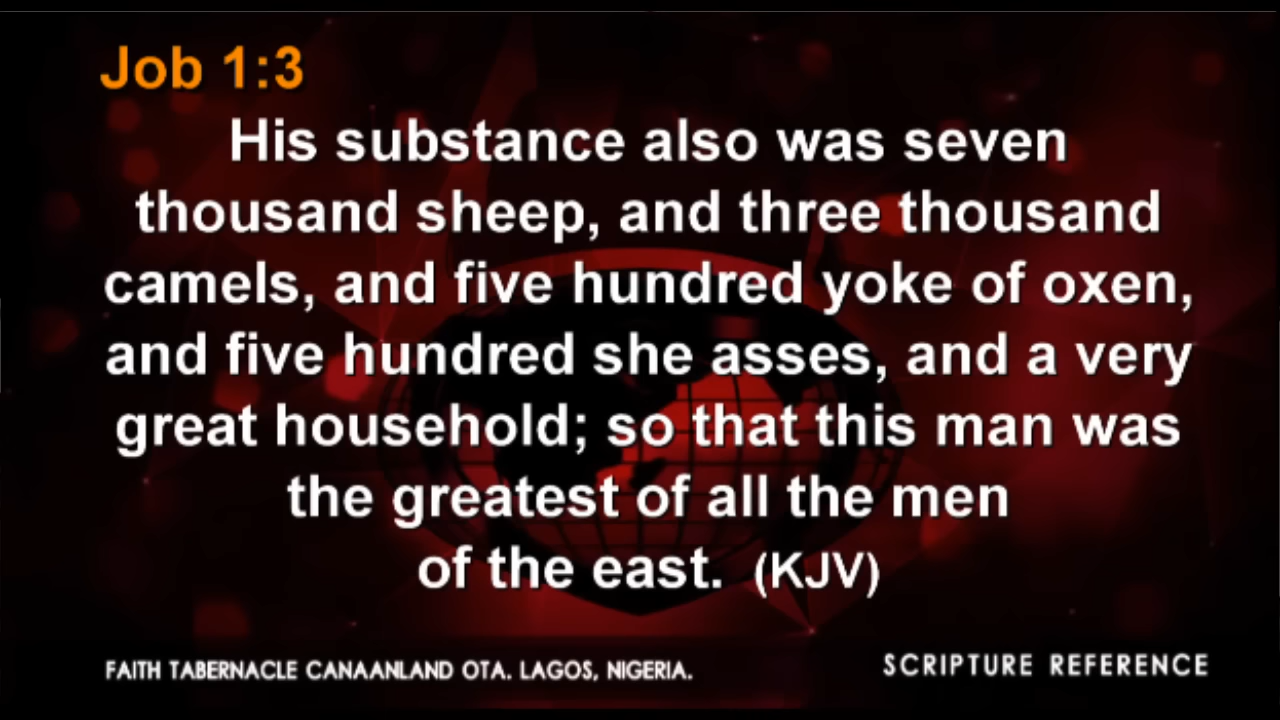 Job 1:3
His substance also was seven
thousand sheep, and three thousand
camels, and five hundred yoke of oxen,
and five hundred she asses, and a very
great household; so that this man was
the greatest of all the men
of the east. (KJV)
FAITH TABERNACLE CANAANLAND OTA. LAGOS, NIGERIA.
SCRIPTURE REFERENCE